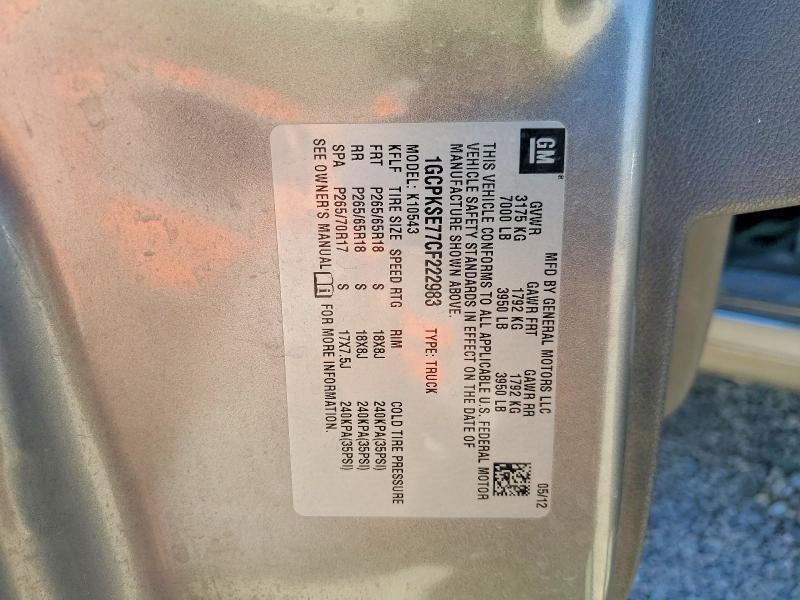 GM
MFD BY GENERAL MOTORS LLC 05/12
GVWR GAWR FRT GAWR RR
3175 KG 1792 KG 1792 KG
7000 LB 3950 LB 3950 LB
THIS VEHICLE CONFORMS TO ALL APPLICABLE U.S. FEDERAL MOTOR
VEHICLE SAFETY STANDARDS IN EFFECT ON THE DATE OF
MANUFACTURE SHOWN ABOVE.
1GCPKSE77CF222983 TYPE: TRUCK
MODEL: K10543
KFLF TIRE SIZE SPEED RTG RIM COLD TIRE PRESSURE
FRT P265/65R18 S 18X8J 240KPA(35PSI)
RR P265/65R18 S 18X8J 240KPA(35PSI)
SPA P265/70R17 S 17X7.5J 240KPA(35PSI)
SEE OWNER'S MANUAL FOR MORE INFORMATION.